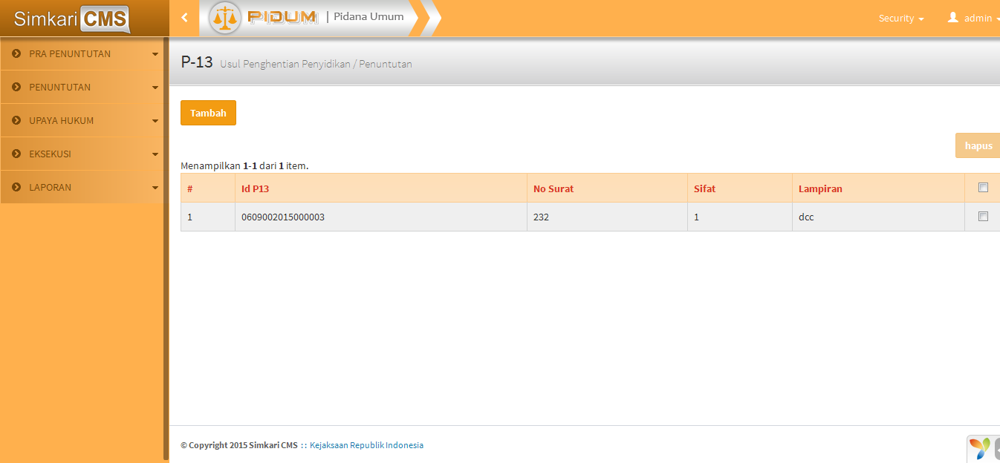 Simkari CMS
PIDUM | Pidana Umum
Security
admin
PRA PENUNTUTAN
PENUNTUTAN
UPAYA HUKUM
EKSEKUSI
LAPORAN
P-13 Usul Penghentian Penyidikan / Penuntutan
Tambah
hapus
Menampilkan 1-1 dari 1 item.
# Id P13 No Surat Sifat Lampiran
1 0609002015000003 232 1 dcc
© Copyright 2015 Simkari CMS :: Kejaksaan Republik Indonesia